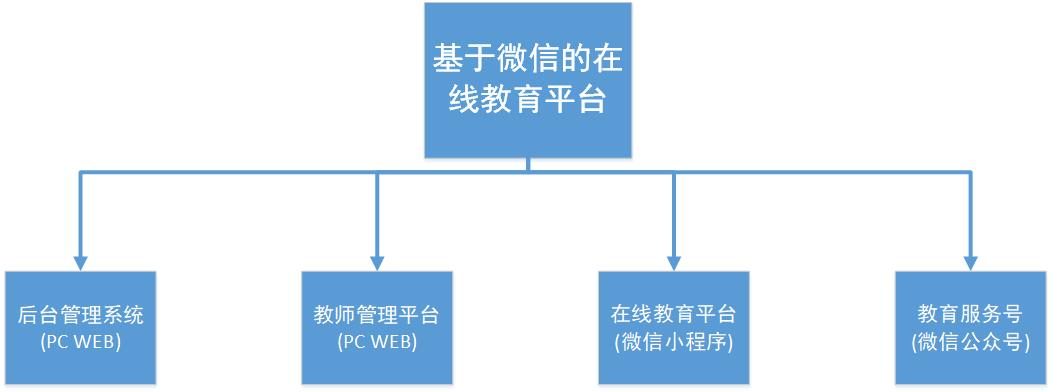 基于微信的在
线教育平台
后台管理系统
(PC WEB)
教师管理平台
(PC WEB)
在线教育平台
(微信小程序)
教育服务号
(微信公众号)